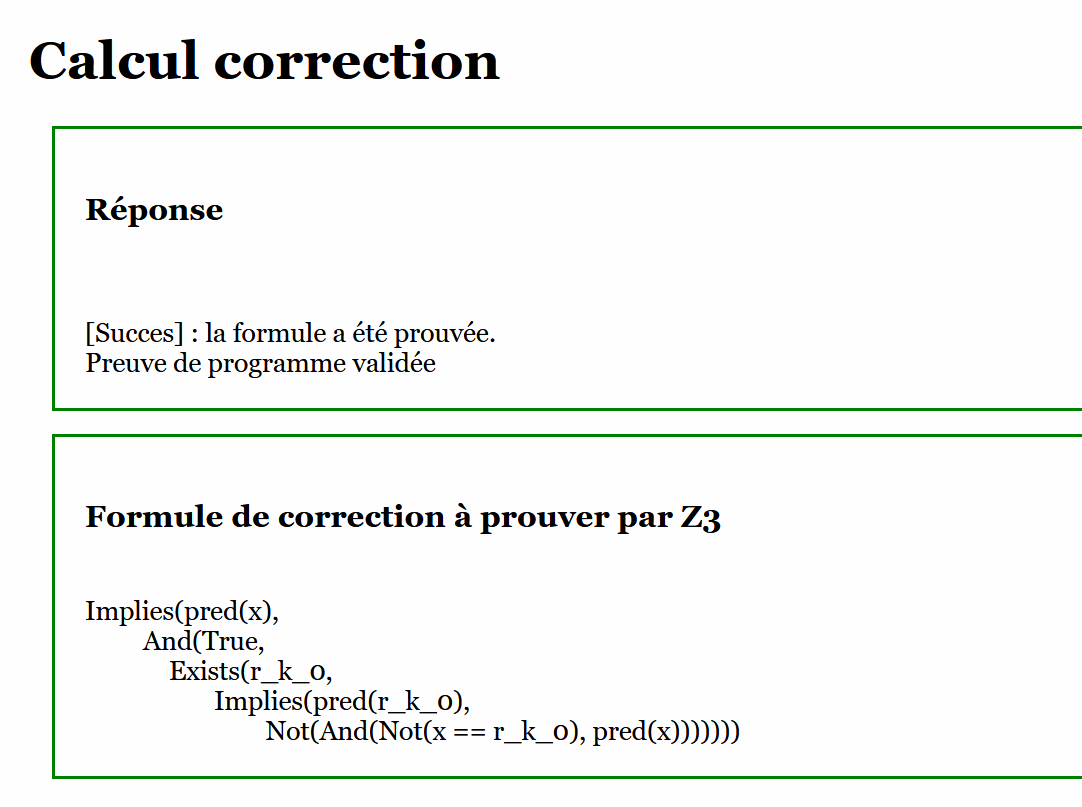 Calcul correction
Réponse
[Succes] : la formule a été prouvée.
Preuve de programme validée
Formule de correction à prouver par Z3
Implies(pred(x),
And(True,
Exists(r_k_0,
Implies(pred(r_k_0),
Not(And(Not(x == r_k_0), pred(x)))))))